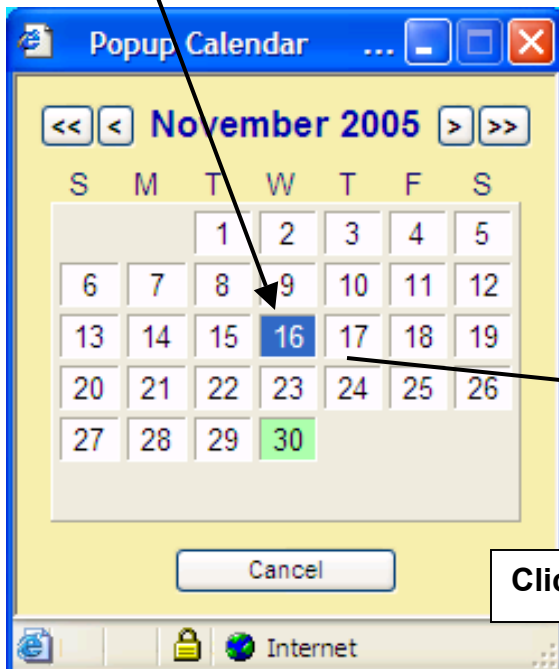 Popup Calendar ...
<< < November 2005 > >>
S M T W T F S
1 2 3 4 5
6 7 8 9 10 11 12
13 14 15 16 17 18 19
20 21 22 23 24 25 26
27 28 29 30
Cancel
Clic
Internet